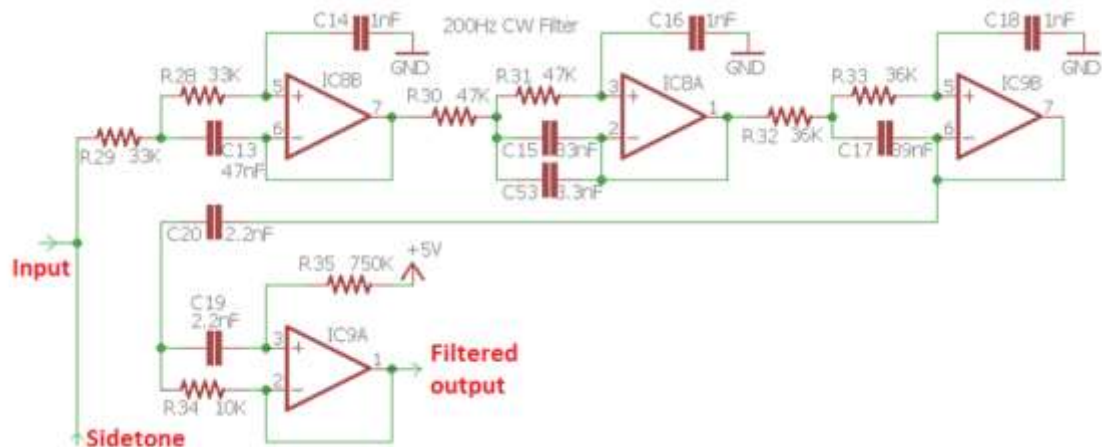 C14 1nF
200Hz CW Filter
C16 1nF
C18 1nF
GND
GND
GND
R28 33K
IC8B
R31 47K
IC8A
R33 36K
IC9B
5
+
7
R30 47K
3
+
1
5
+
7
R29 33K
6
-
C13
47nF
C15 33nF
2
-
R32 36K
C17 39nF
6
-
C53 3.3nF
C20 2.2nF
Input
+5V
R35 750K
C19
2.2nF
IC9A
3
+
1
Filtered
output
2
-
R34 10K
Sidetone